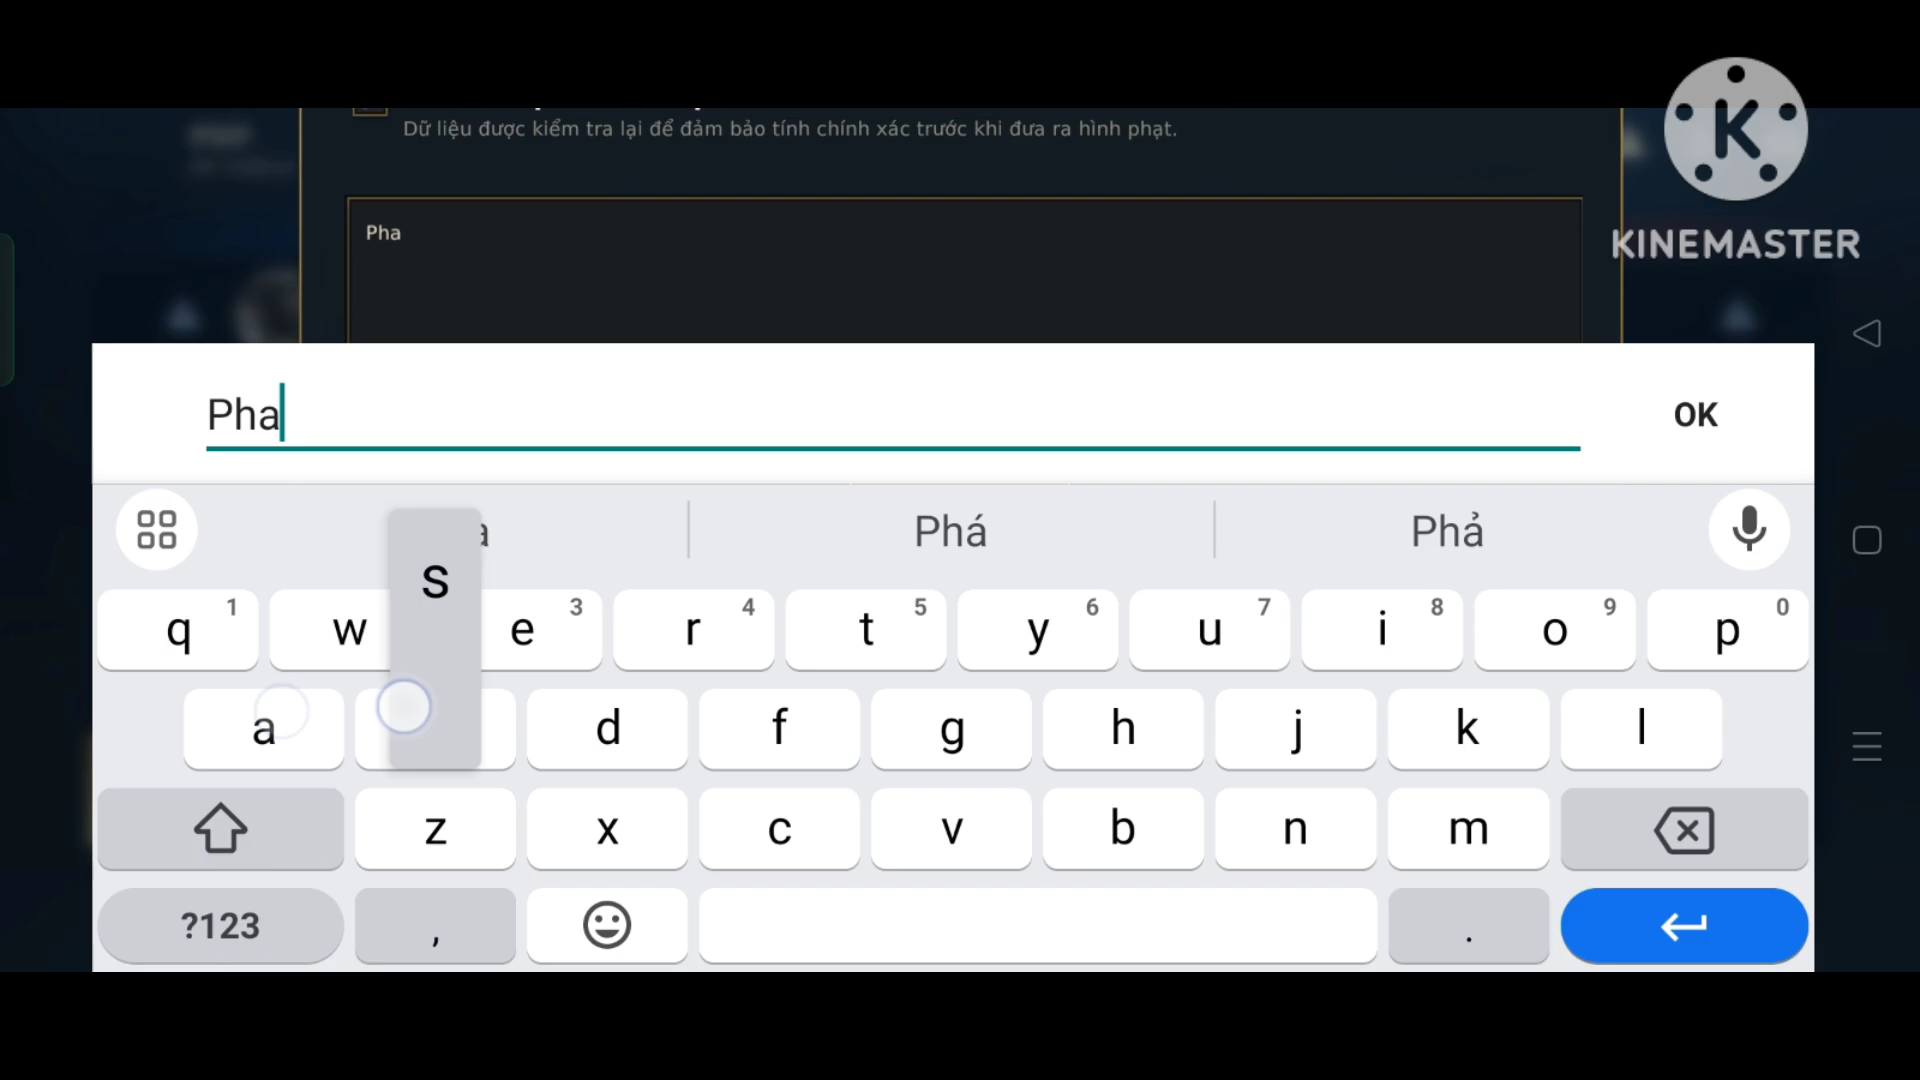 Dữ liệu được kiểm tra lại để đảm bảo tính chính xác trước khi đưa ra hình phạt.
K
KINEMASTER
Pha
Pha
OK
Phá
Phả
s
q 1 w e 3 r 4 t 5 y 6 u 7 i 8 o 9 p 0
a d f g h j k l
z x c v b n m
?123 , .